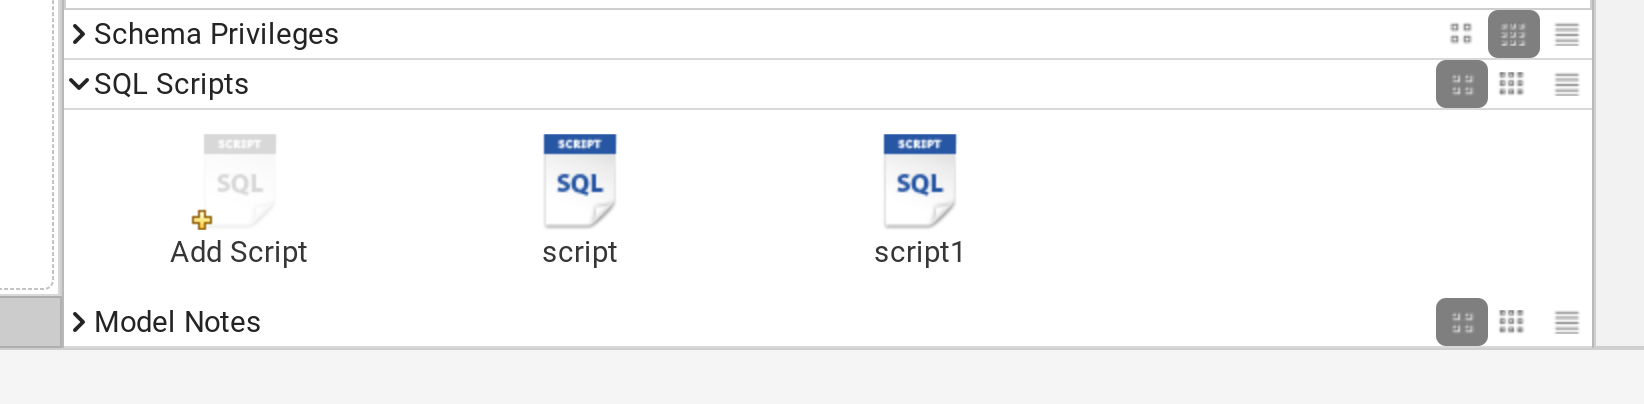 Schema Privileges
SQL Scripts
SCRIPT SCRIPT SCRIPT
SQL SQL SQL
Add Script script script1
Model Notes